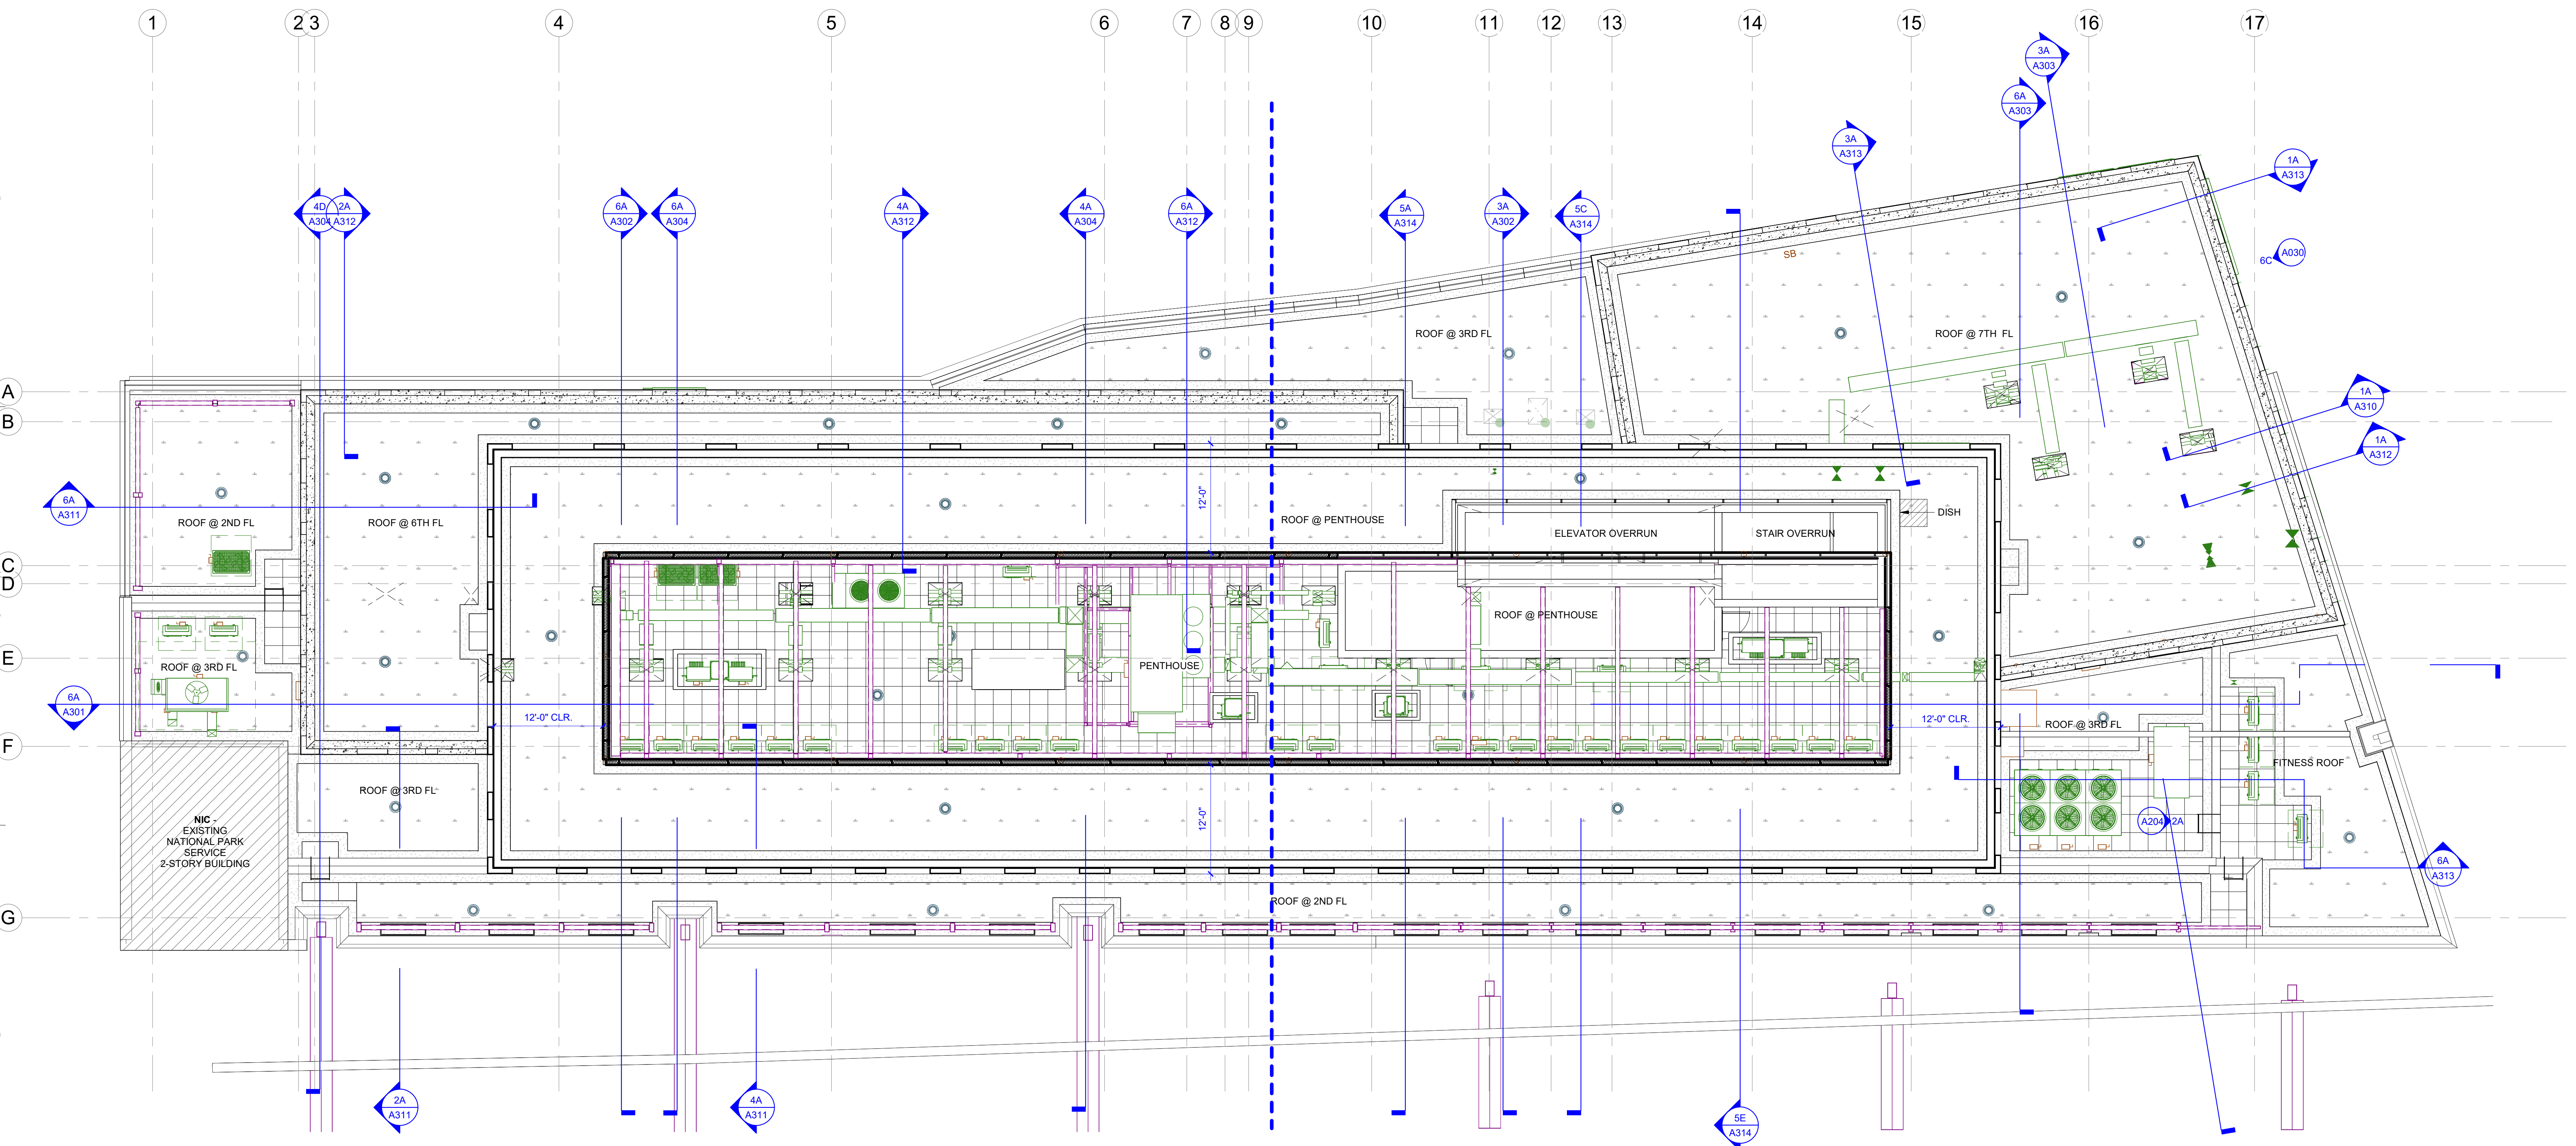 1 2 3 4 5 6 7 8 9 10 11 12 13 14 15 16 17
3A
A303
6A
A303
3A
A313
1A
A313
4D
A304
2A
A312
6A
A302
6A
A304
4A
A312
4A
A304
6A
A312
5A
A314
3A
A302
5C
A314
SB
6C
A030
ROOF @ 3RD FL
ROOF @ 7TH FL
A
B
1A
A310
1A
A312
6A
A311
12'-0"
ROOF @ 2ND FL
ROOF @ 6TH FL
ROOF @ PENTHOUSE
DISH
ELEVATOR OVERRUN
STAIR OVERRUN
C
D
ROOF @ PENTHOUSE
E
ROOF @ 3RD FL
PENTHOUSE
6A
A301
12'-0" CLR.
12'-0" CLR.
ROOF @ 3RD FL
F
FITNESS ROOF
ROOF @ 3RD FL
12'-0"
NIC -
EXISTING
NATIONAL PARK
SERVICE
2-STORY BUILDING
A204
2A
6A
A313
G
ROOF @ 2ND FL
2A
A311
4A
A311
5E
A314